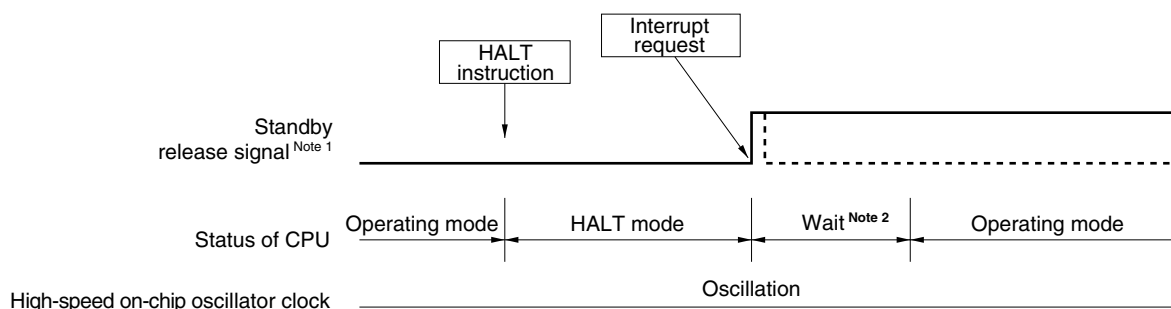 Interrupt
request
HALT
instruction
Standby
release signal Note 1
Status of CPU
Operating mode
HALT mode
Wait Note 2
Operating mode
High-speed on-chip oscillator clock
Oscillation